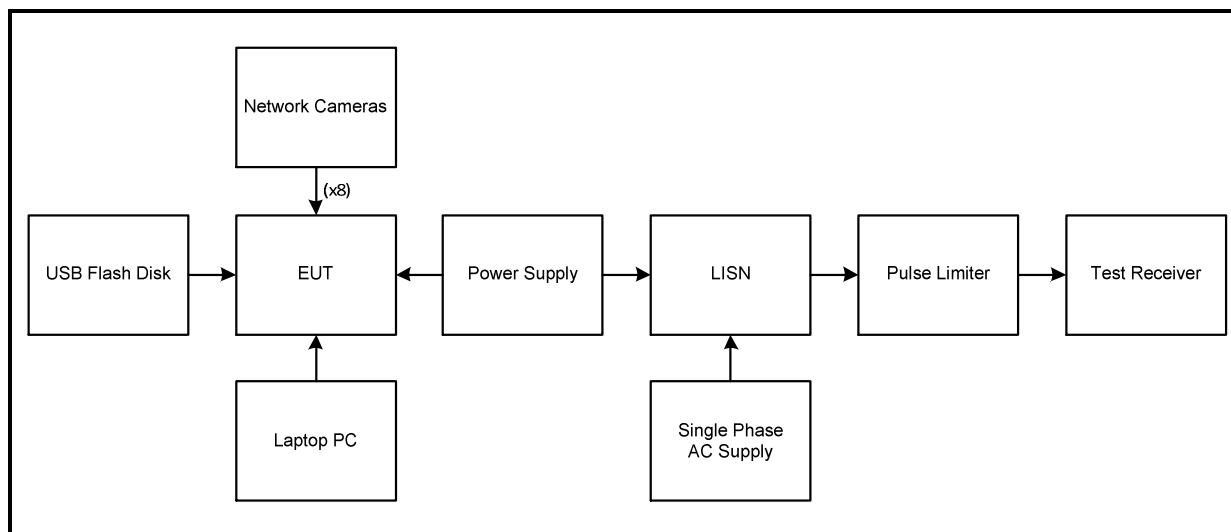 Network Cameras
(x8)
USB Flash Disk
EUT
Power Supply
LISN
Pulse Limiter
Test Receiver
Laptop PC
Single Phase
AC Supply